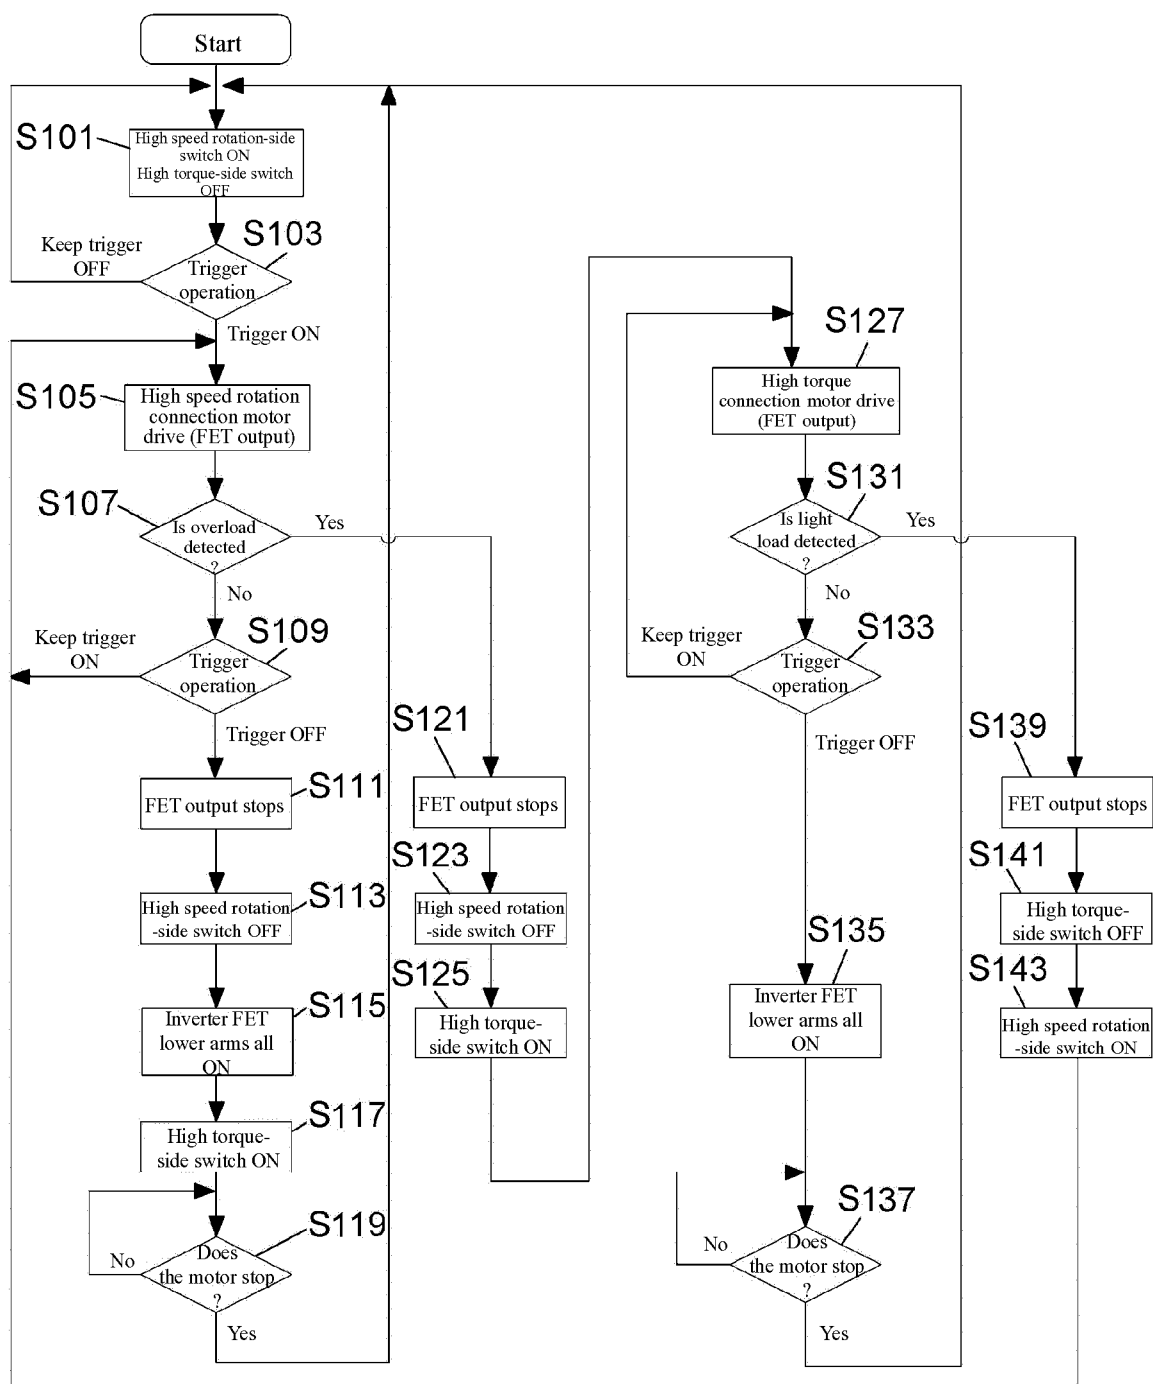 Start
S101
High speed rotation-side
switch ON
High torque-side switch
OFF
S103
Keep trigger
OFF
Trigger
operation
Trigger ON
S105
High speed rotation
connection motor
drive (FET output)
S107
Is overload
detected
?
Yes
No
S109
Keep trigger
ON
Trigger
operation
Trigger OFF
S111
FET output stops
S113
High speed rotation
-side switch OFF
S115
Inverter FET
lower arms all
ON
S117
High torque-
side switch ON
S119
No
Does
the motor stop
?
Yes
S121
FET output stops
S123
High speed rotation
-side switch OFF
S125
High torque-
side switch ON
S127
High torque
connection motor drive
(FET output)
S131
Is light
load detected
?
Yes
No
S133
Keep trigger
ON
Trigger
operation
Trigger OFF
S135
Inverter FET
lower arms all
ON
S137
No
Does
the motor stop
?
Yes
S139
FET output stops
S141
High torque-
side switch OFF
S143
High speed rotation
-side switch ON